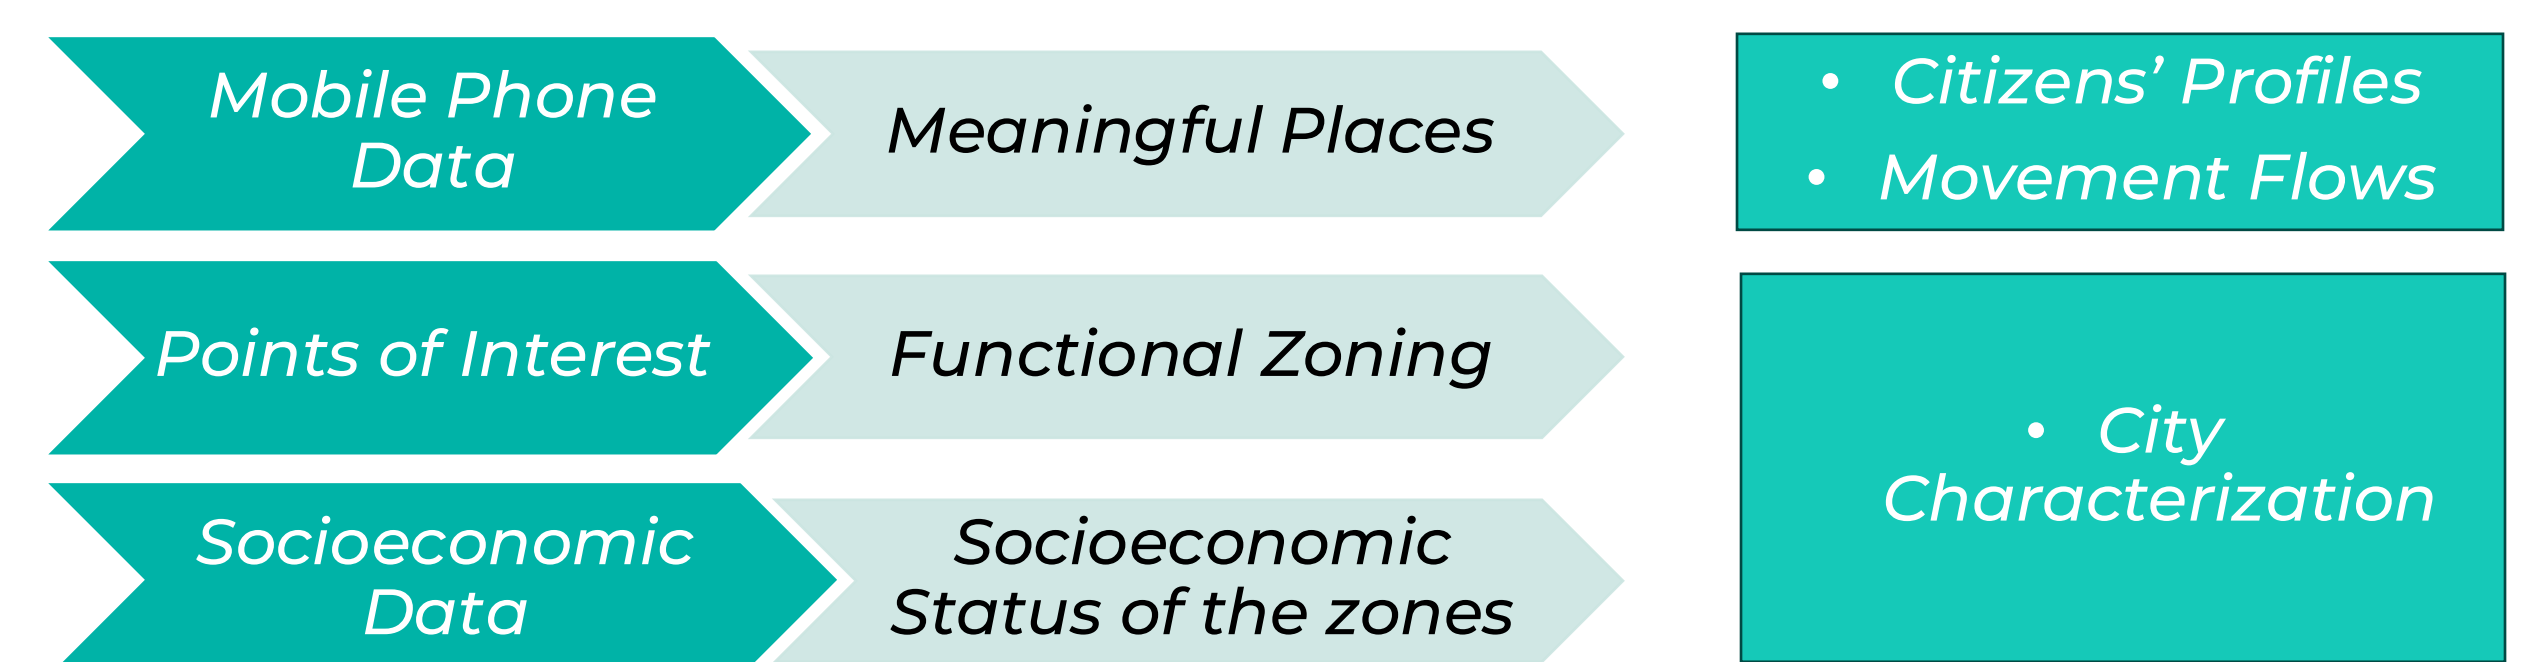 Mobile Phone
Data
Meaningful Places
• Citizens’ Profiles
• Movement Flows
Points of Interest
Functional Zoning
• City
Characterization
Socioeconomic
Data
Socioeconomic
Status of the zones